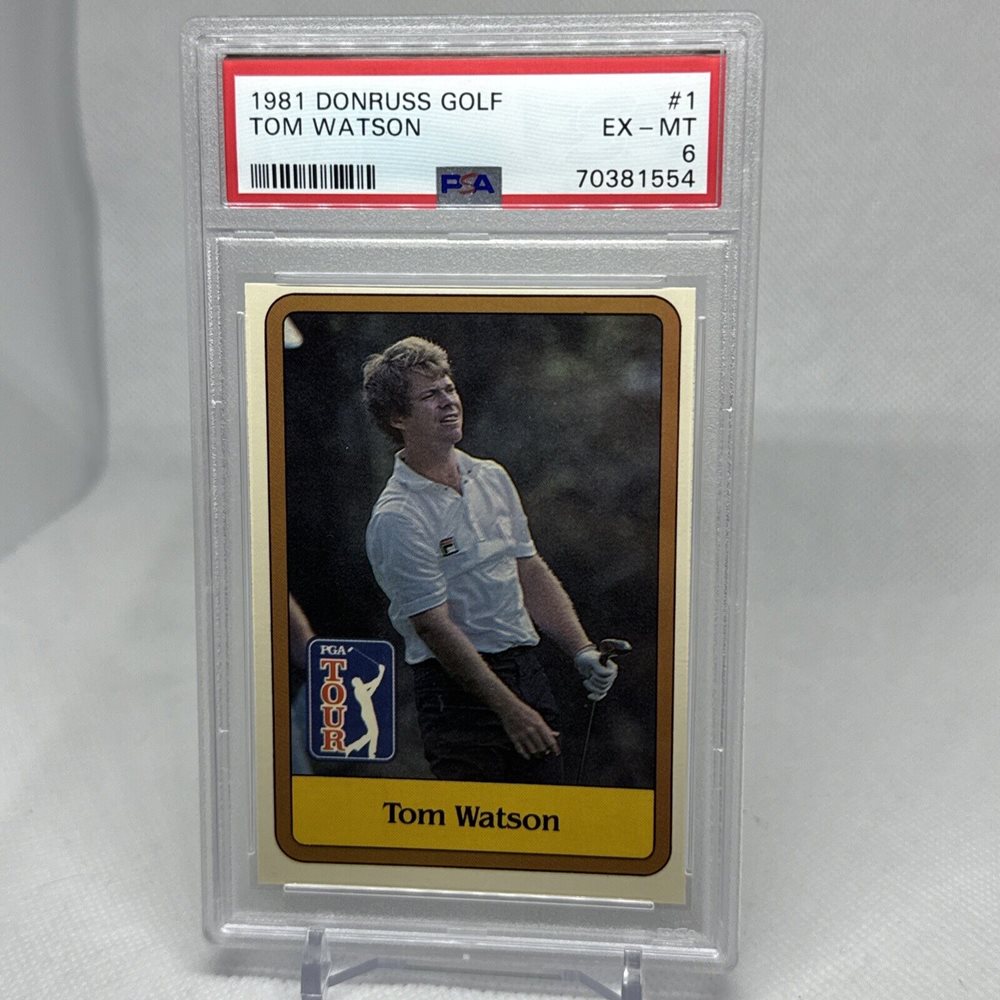 1981 DONRUSS GOLF #1
TOM WATSON EX – MT
6
PSA 70381554
PGA
TOUR
Tom Watson